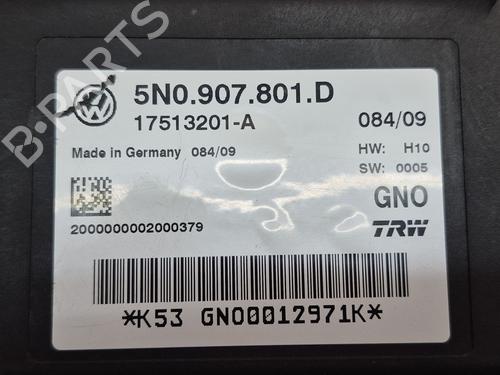 B-PARTS
5N0.907.801.D
17513201-A
084/09
Made in Germany 084/09
HW: H10
SW: 0005
GNO
2000000002000379
TRW
*K53 GNO00012971K*